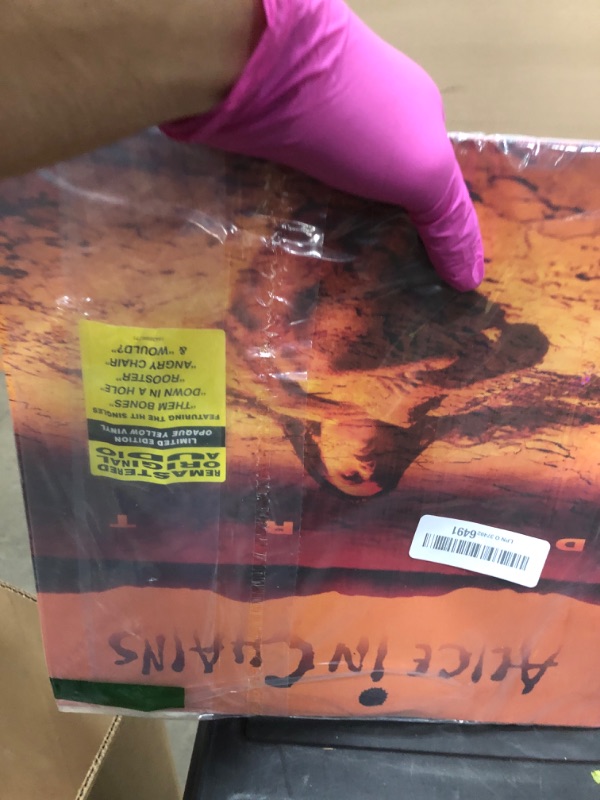 ALICE IN CHAINS
D R T
REMASTERED
ORIGINAL
AUDIO
LIMITED EDITION
OPAQUE YELLOW VINYL
FEATURING THE HIT SINGLES
"THEM BONES"
"DOWN IN A HOLE"
"ROOSTER"
"ANGRY CHAIR"
& "WOULD?"
6491